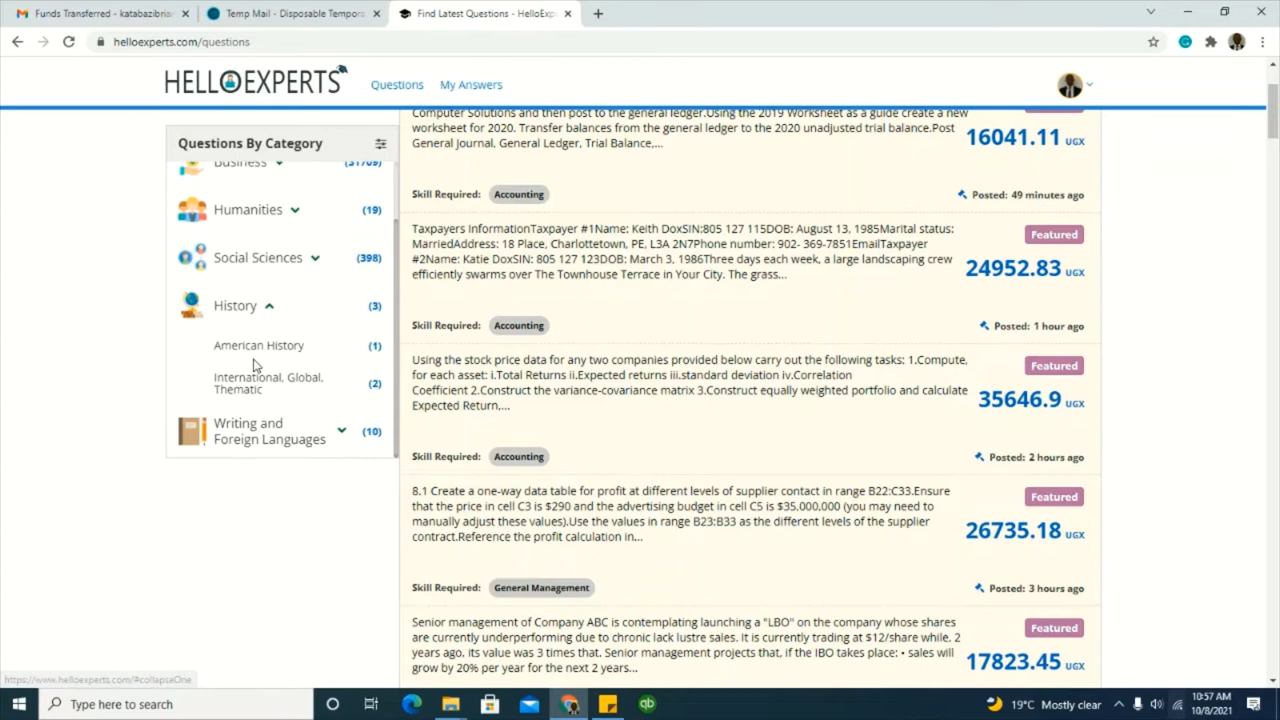 Funds Transferred - katabazibrian
Temp Mail - Disposable Tempora
Find Latest Questions - HelloExp
helloexperts.com/questions
HELLOEXPERTS
Questions
My Answers
Questions By Category
Business (31709)
Humanities (19)
Social Sciences (398)
History (3)
American History (1)
International, Global.
Thematic (2)
Writing and
Foreign Languages (10)
Computer Solutions and then post to the general ledger.Using the 2019 Worksheet as a guide create a new
worksheet for 2020. Transfer balances from the general ledger to the 2020 unadjusted trial balance.Post
General Journal, General Ledger, Trial Balance,...
16041.11 UGX
Skill Required: Accounting
Posted: 49 minutes ago
Taxpayers InformationTaxpayer #1Name: Keith DoxSIN:805 127 115DOB: August 13, 1985Marital status:
MarriedAddress: 18 Place, Charlottetown, PE, L3A 2N7Phone number: 902- 369-7851EmailTaxpayer
#2Name: Katie DoxSIN: 805 127 123DOB: March 3, 1986Three days each week, a large landscaping crew
efficiently swarms over The Townhouse Terrace in Your City. The grass...
Featured
24952.83 UGX
Skill Required: Accounting
Posted: 1 hour ago
Using the stock price data for any two companies provided below carry out the following tasks: 1.Compute,
for each asset: i.Total Returns ii.Expected returns iii.standard deviation iv.Correlation
Coefficient 2.Construct the variance-covariance matrix 3.Construct equally weighted portfolio and calculate
Expected Return,...
Featured
35646.9 UGX
Skill Required: Accounting
Posted: 2 hours ago
8.1 Create a one-way data table for profit at different levels of supplier contact in range B22:C33.Ensure
that the price in cell C3 is $290 and the advertising budget in cell C5 is $35,000,000 (you may need to
manually adjust these values).Use the values in range B23:B33 as the different levels of the supplier
contract.Reference the profit calculation in...
Featured
26735.18 UGX
Skill Required: General Management
Posted: 3 hours ago
Senior management of Company ABC is contemplating launching a "LBO" on the company whose shares
are currently underperforming due to chronic lack lustre sales. It is currently trading at $12/share while, 2
years ago, its value was 3 times that. Senior management projects that, if the IBO takes place: • sales will
grow by 20% per year for the next 2 years...
Featured
17823.45 UGX
https://www.helloexperts.com/#collapseOne
Type here to search
qb
19°C Mostly clear
10:57 AM
10/8/2021